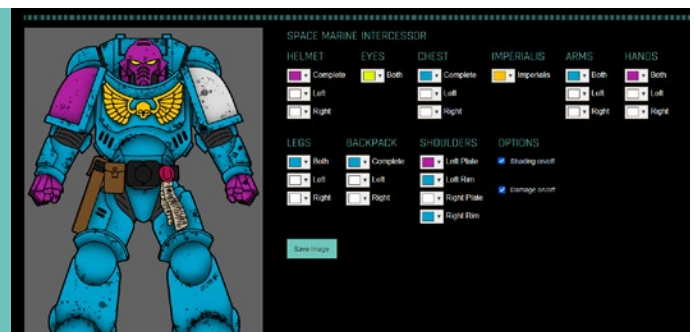 SPACE MARINE INTERCESSOR
HELMET EYES CHEST IMPERIALIS ARMS HANDS
Complete Both Complete Imperialis Both Both
Left Left Left Left
Right Right Right Right
LEGS BACKPACK SHOULDERS OPTIONS
Both Complete Left Plate Shading on/off
Left Left Left Rim
Right Right Right Plate Damage on/off
Right Rim
Save Image